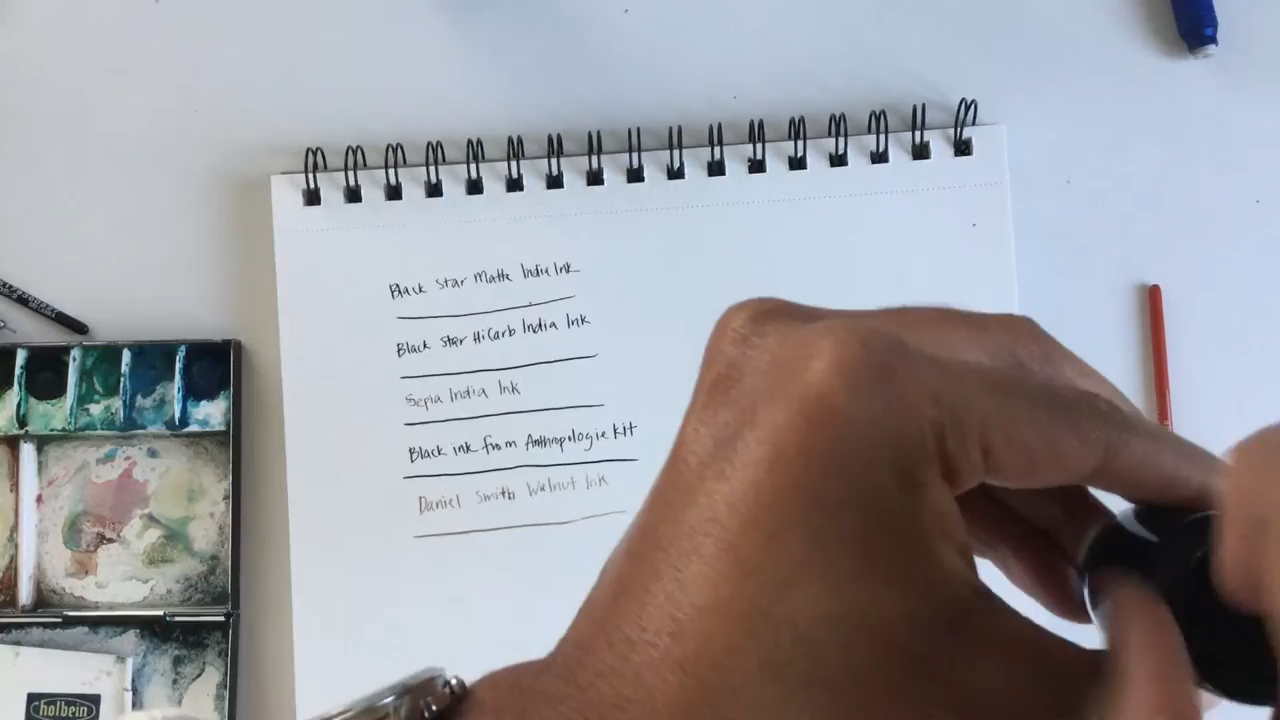 Black Star Matte India Ink
Black Star HiCarb India Ink
Sepia India Ink
Black ink from Anthropologie Kit
Daniel Smith Walnut Ink
holbein